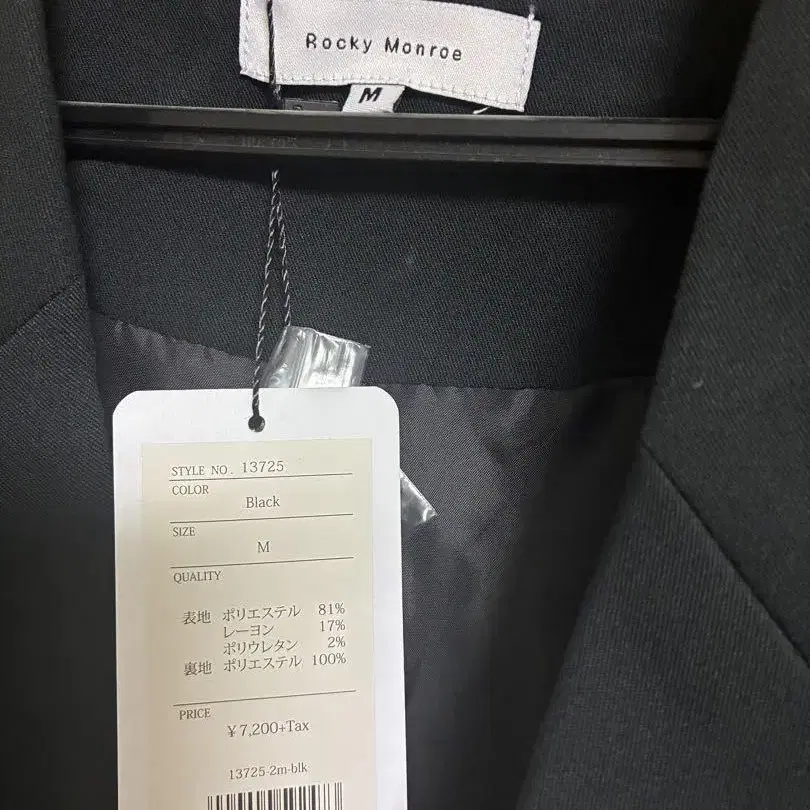 Rocky Monroe
M
STYLE NO. 13725
COLOR
Black
SIZE
M
QUALITY
表地 ポリエステル 81%
レーヨン 17%
ポリウレタン 2%
裏地 ポリエステル 100%
PRICE
¥7,200+Tax
13725-2m-blk